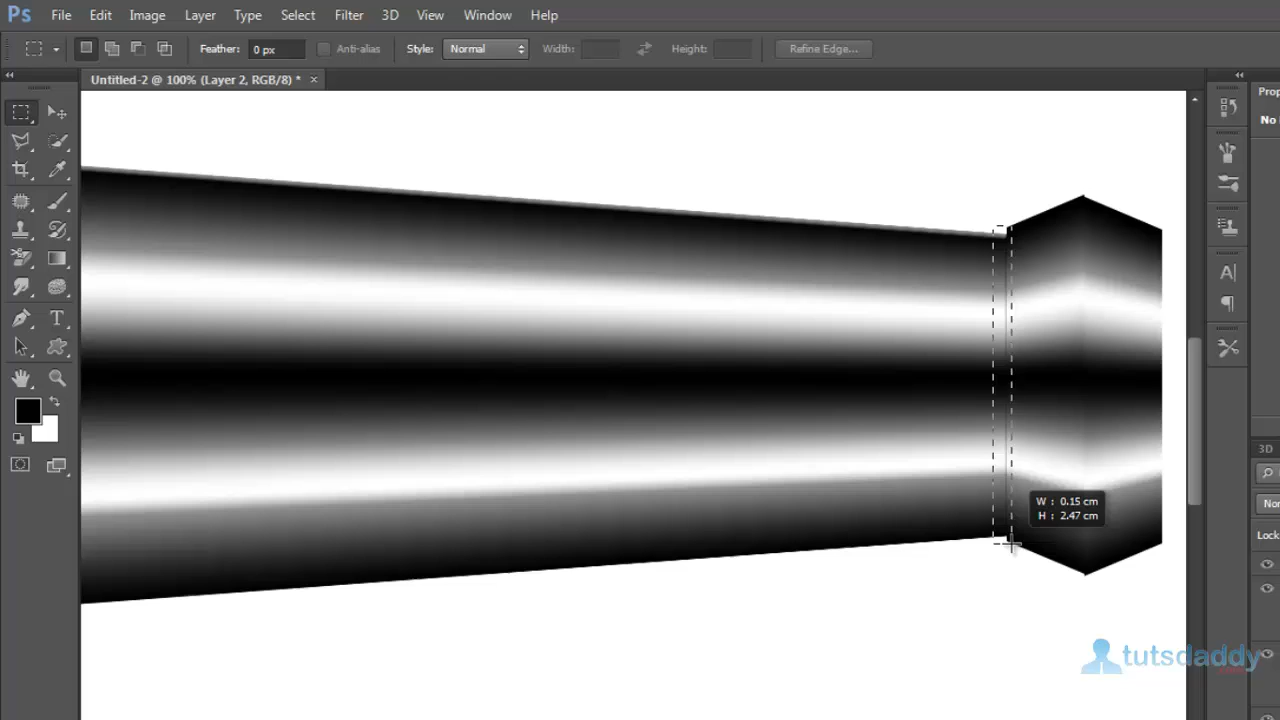 Ps File Edit Image Layer Type Select Filter 3D View Window Help
Feather: 0 px Anti-alias Style: Normal Width: Height: Refine Edge...
Untitled-2 @ 100% (Layer 2, RGB/8) * ×
Prop
No
W : 0.15 cm
H : 2.47 cm
3D
Nor
Lock
tutsdaddy